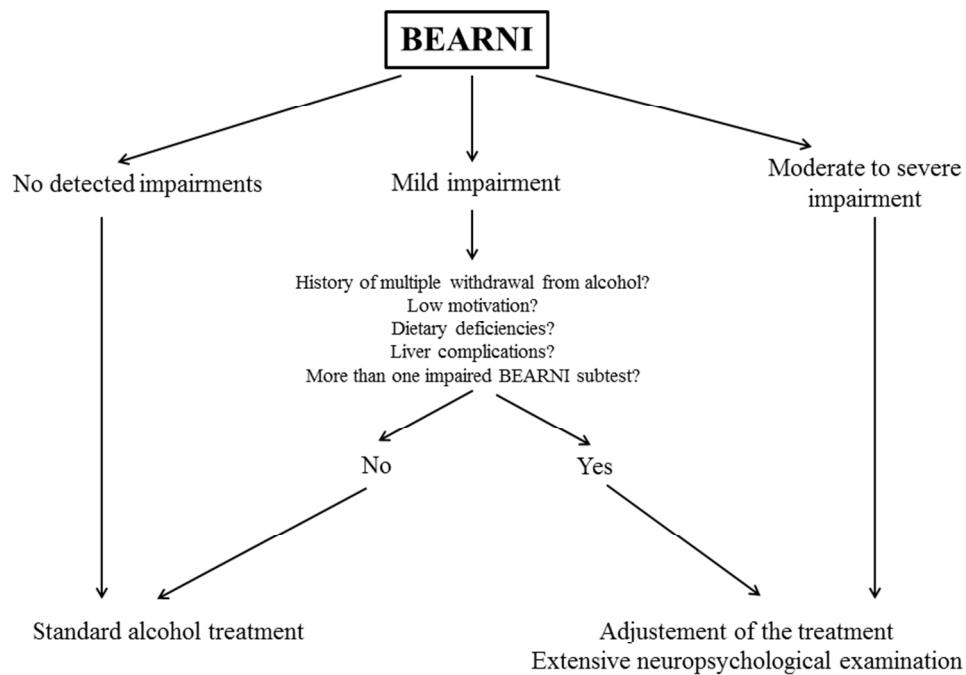 BEARNI
No detected impairments
Mild impairment
Moderate to severe
impairment
History of multiple withdrawal from alcohol?
Low motivation?
Dietary deficiencies?
Liver complications?
More than one impaired BEARNI subtest?
No
Yes
Standard alcohol treatment
Adjustement of the treatment
Extensive neuropsychological examination